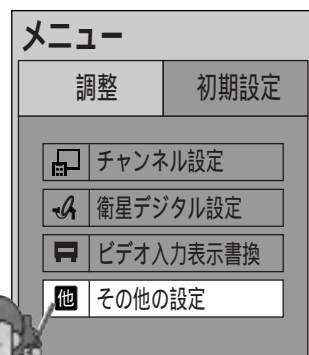 メニュー
調整 初期設定
チャンネル設定
衛星デジタル設定
ビデオ入力表示書換
他 その他の設定